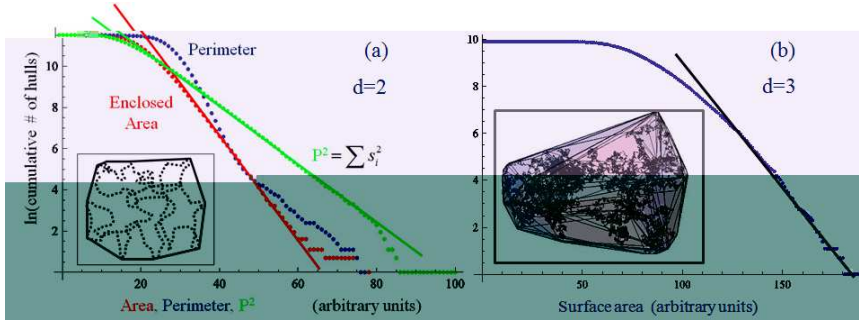 (a)
d=2
Perimeter
Enclosed
Area
P² = ∑ sᵢ²
ln(cumulative # of hulls)
10
8
6
4
2
0 20 40 60 80 100
Area, Perimeter, P² (arbitrary units)
(b)
d=3
10
8
6
4
2
0 50 100 150
Surface area (arbitrary units)